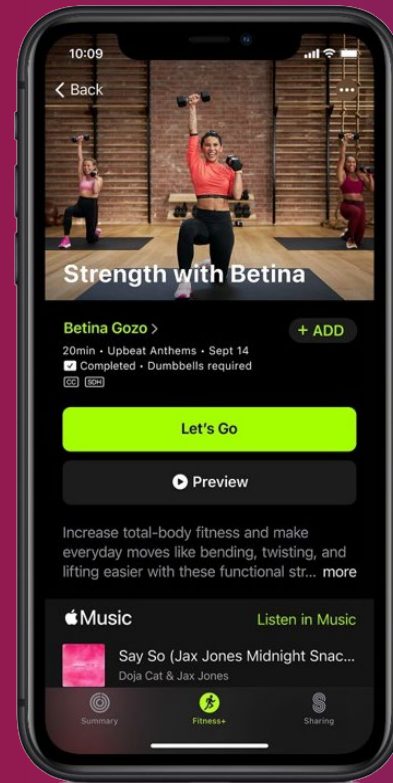 10:09
Back
Strength with Betina
Betina Gozo >
+ ADD
20min • Upbeat Anthems • Sept 14
Completed • Dumbbells required
CC SDH
Let's Go
Preview
Increase total-body fitness and make
everyday moves like bending, twisting, and
lifting easier with these functional str... more
Music
Listen in Music
Say So (Jax Jones Midnight Snac...
Doja Cat & Jax Jones
Summary
Fitness+
Sharing